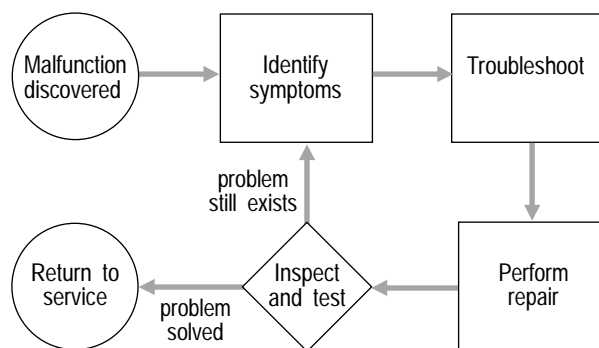 Malfunction
discovered
Identify
symptoms
Troubleshoot
problem
still exists
Return to
service
problem
solved
Inspect
and test
Perform
repair